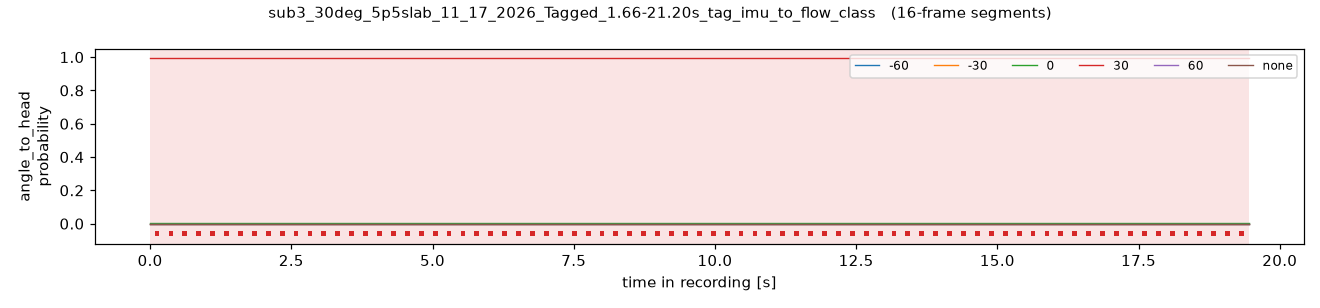 sub3_30deg_5p5slab_11_17_2026_Tagged_1.66-21.20s_tag_imu_to_flow_class   (16-frame segments)
angle_to_head
probability
1.0
0.8
0.6
0.4
0.2
0.0
-60 -30 0 30 60 none
0.0 2.5 5.0 7.5 10.0 12.5 15.0 17.5 20.0
time in recording [s]